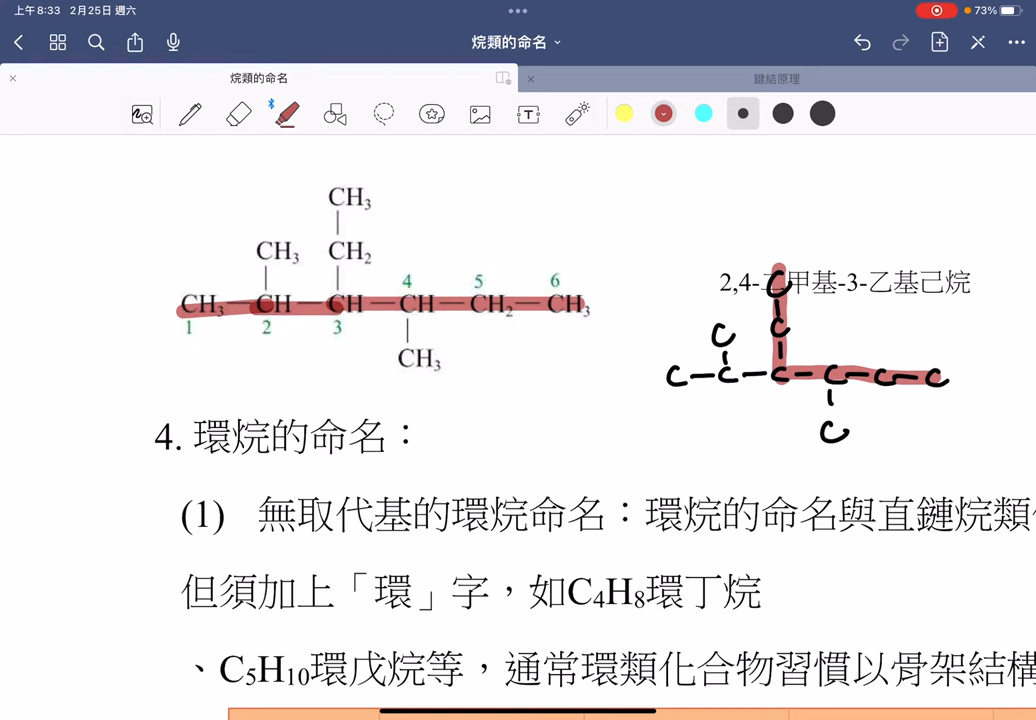 上午8:33 2月25日 週六
73%
烷類的命名
烷類的命名
鍵結原理
CH₃
CH₃ CH₂
4 5 6
CH₃—CH—CH—CH—CH₂—CH₃
1 2 3
CH₃
2,4-二甲基-3-乙基己烷
C
C C
C—C—C—C—C—C
C
4. 環烷的命名：
(1) 無取代基的環烷命名：環烷的命名與直鏈烷類
但須加上「環」字，如C₄H₈環丁烷
、C₅H₁₀環戊烷等，通常環類化合物習慣以骨架結構